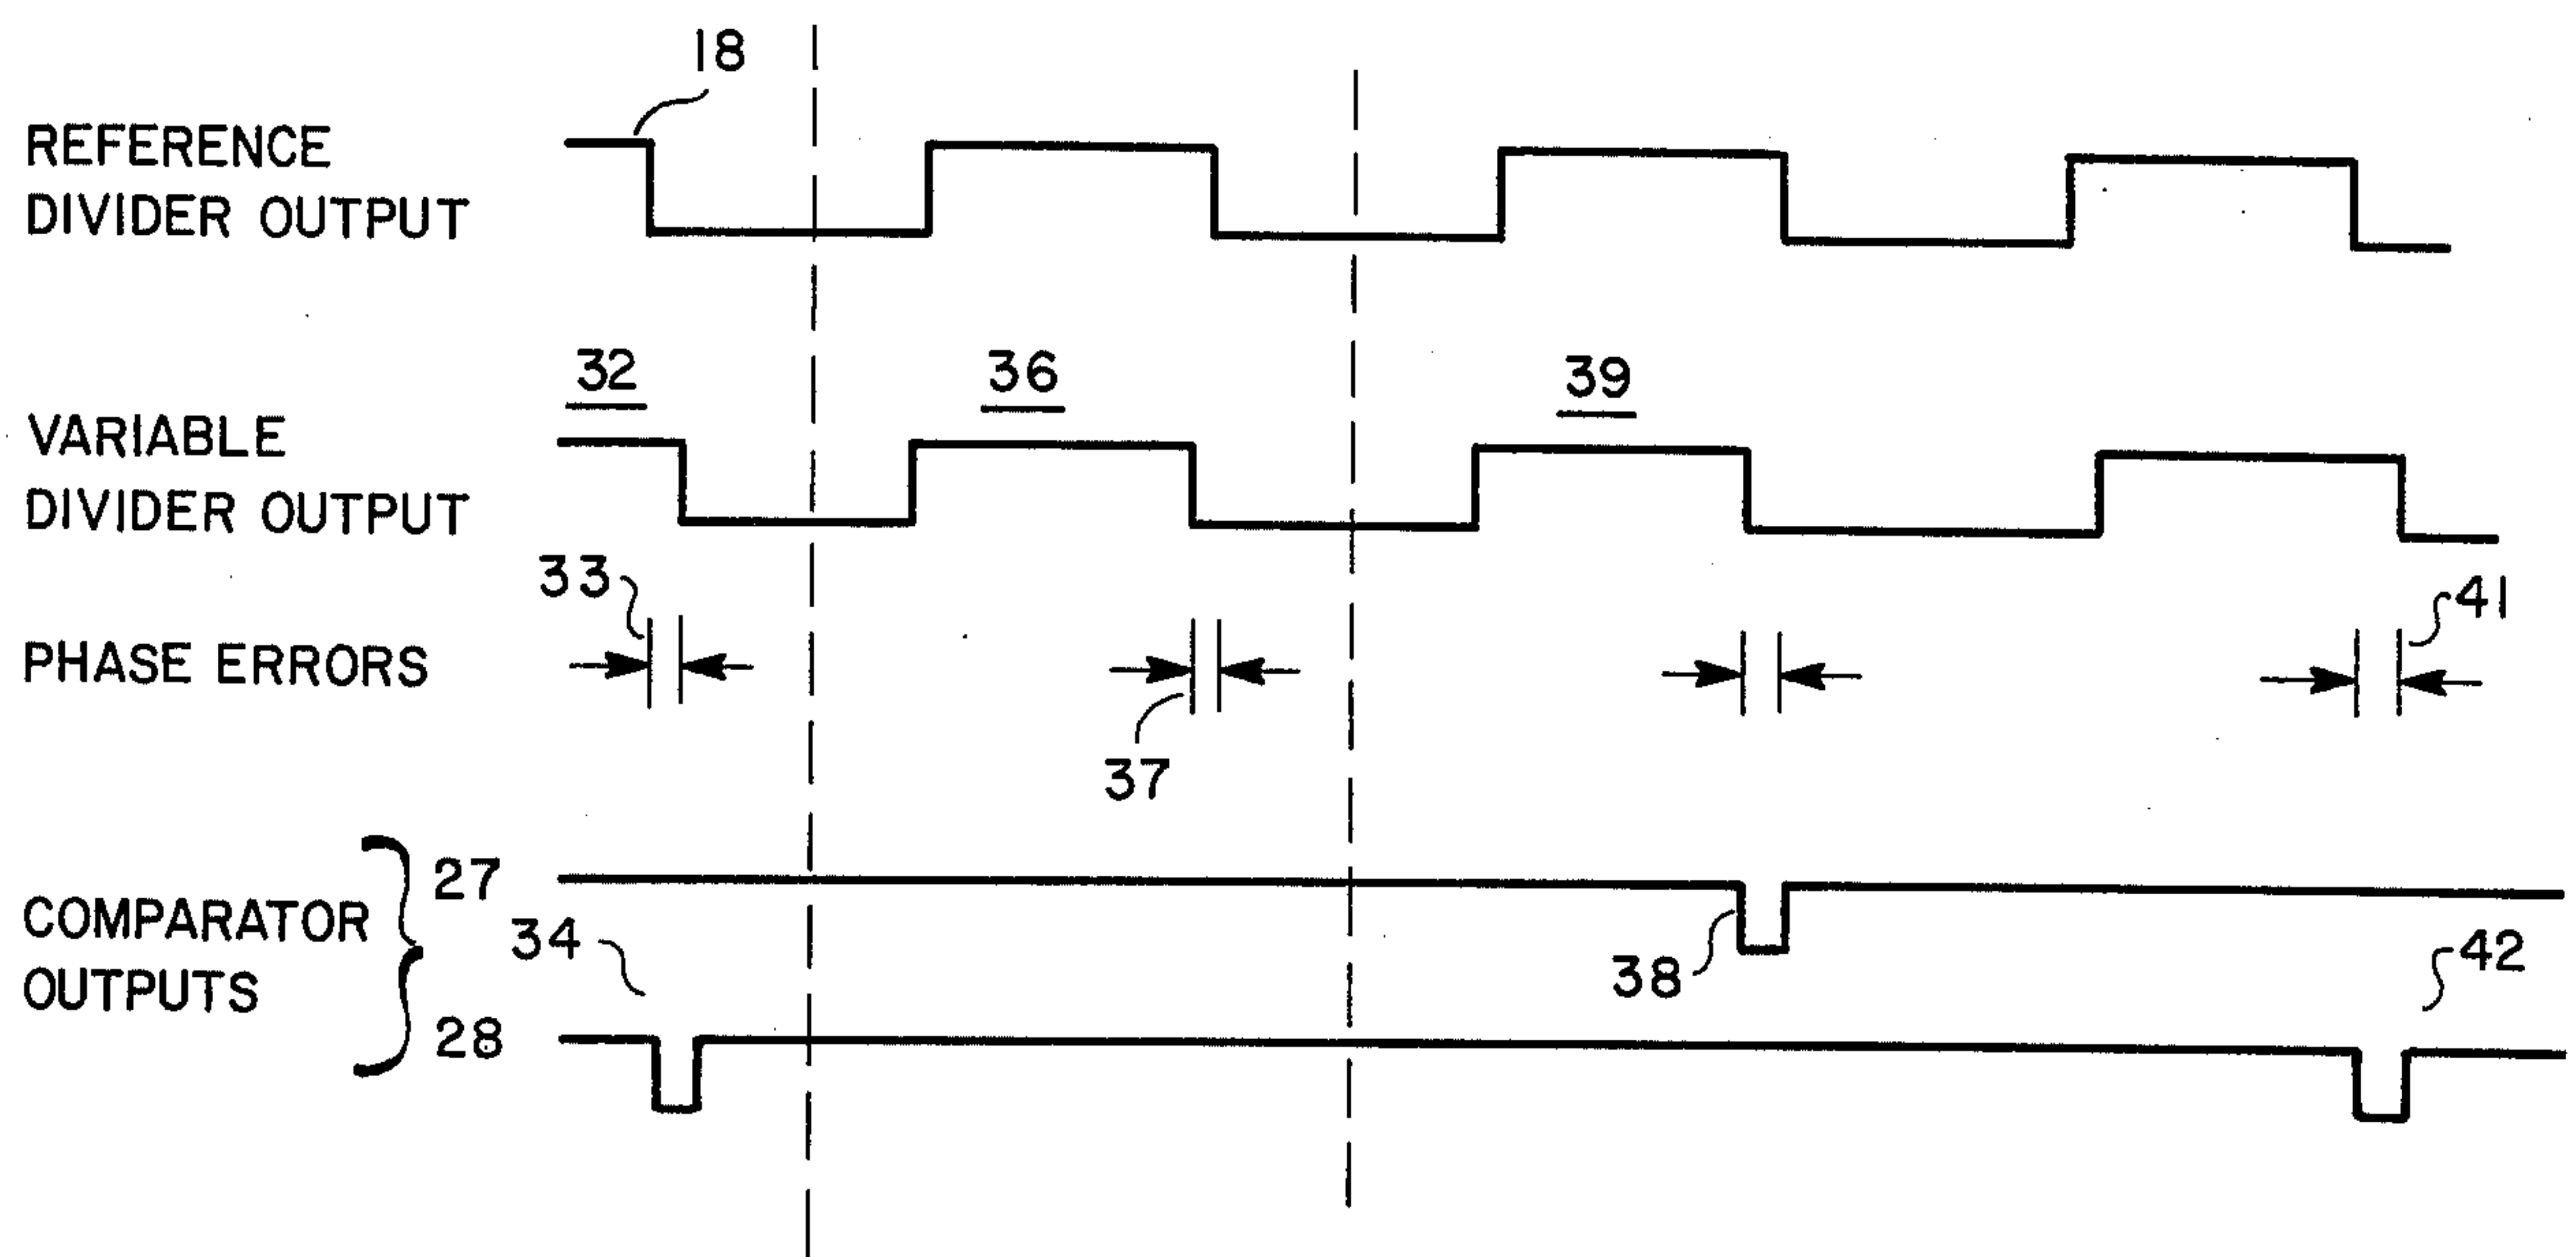 18
REFERENCE
DIVIDER OUTPUT
32
36
39
VARIABLE
DIVIDER OUTPUT
33
41
PHASE ERRORS
37
27
COMPARATOR
OUTPUTS
34
38
42
28